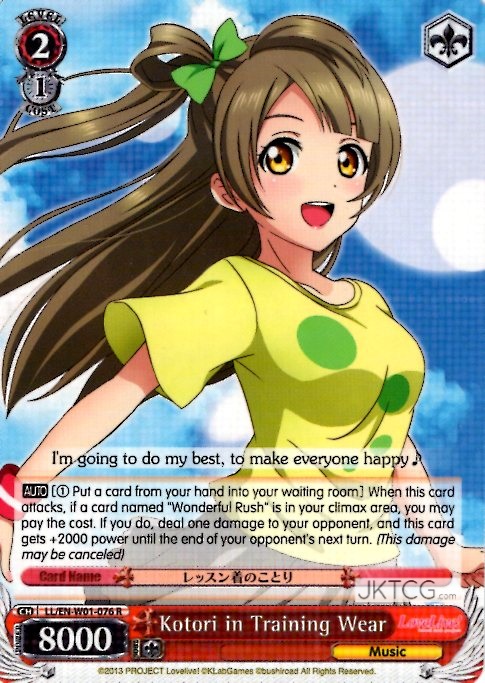 LEVEL
2
1
COST
I'm going to do my best, to make everyone happy♪
AUTO [① Put a card from your hand into your waiting room] When this card
attacks, if a card named "Wonderful Rush" is in your climax area, you may
pay the cost. If you do, deal one damage to your opponent, and this card
gets +2000 power until the end of your opponent's next turn. (This damage
may be canceled)
Card Name レッスン着のことり
JKTCG.com
CH LL/EN-W01-076 R
8000 Kotori in Training Wear LoveLive!
Music
©2013 PROJECT Lovelive! ©KLabGames ©bushiroad All Rights Reserved.